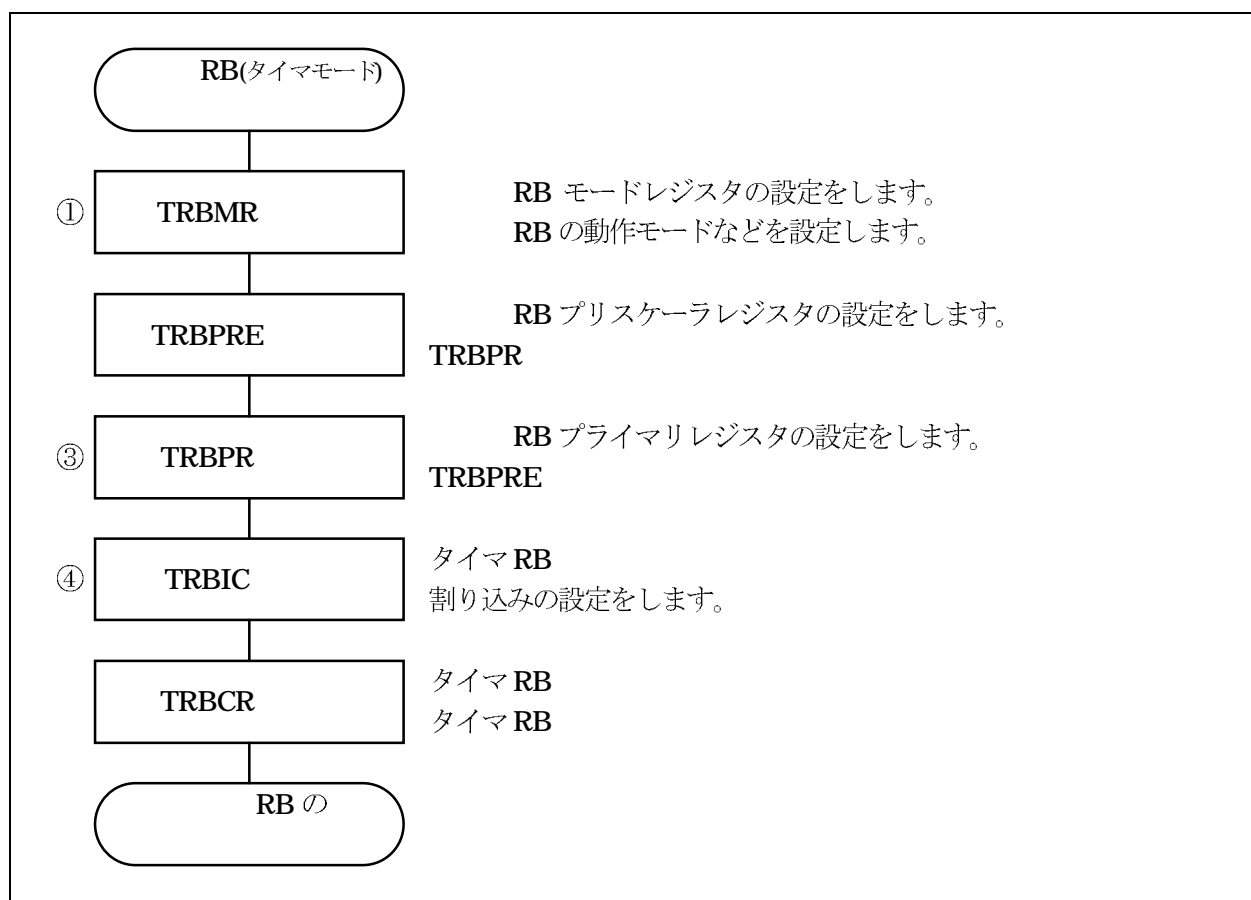 RB(タイマモード)
① TRBMR
RB モードレジスタの設定をします。
RB の動作モードなどを設定します。
TRBPRE
RB プリスケーラレジスタの設定をします。
TRBPR
③ TRBPR
RB プライマリレジスタの設定をします。
TRBPRE
④ TRBIC
タイマ RB
割り込みの設定をします。
TRBCR
タイマ RB
タイマ RB
RB の